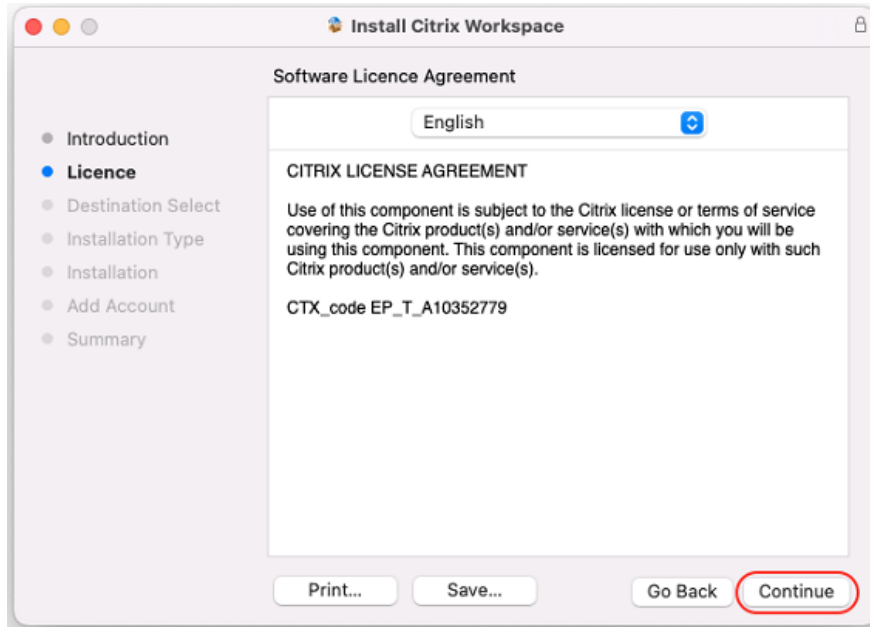 Install Citrix Workspace
Software Licence Agreement
Introduction
Licence
Destination Select
Installation Type
Installation
Add Account
Summary
English
CITRIX LICENSE AGREEMENT
Use of this component is subject to the Citrix license or terms of service
covering the Citrix product(s) and/or service(s) with which you will be
using this component. This component is licensed for use only with such
Citrix product(s) and/or service(s).
CTX_code EP_T_A10352779
Print...
Save...
Go Back
Continue